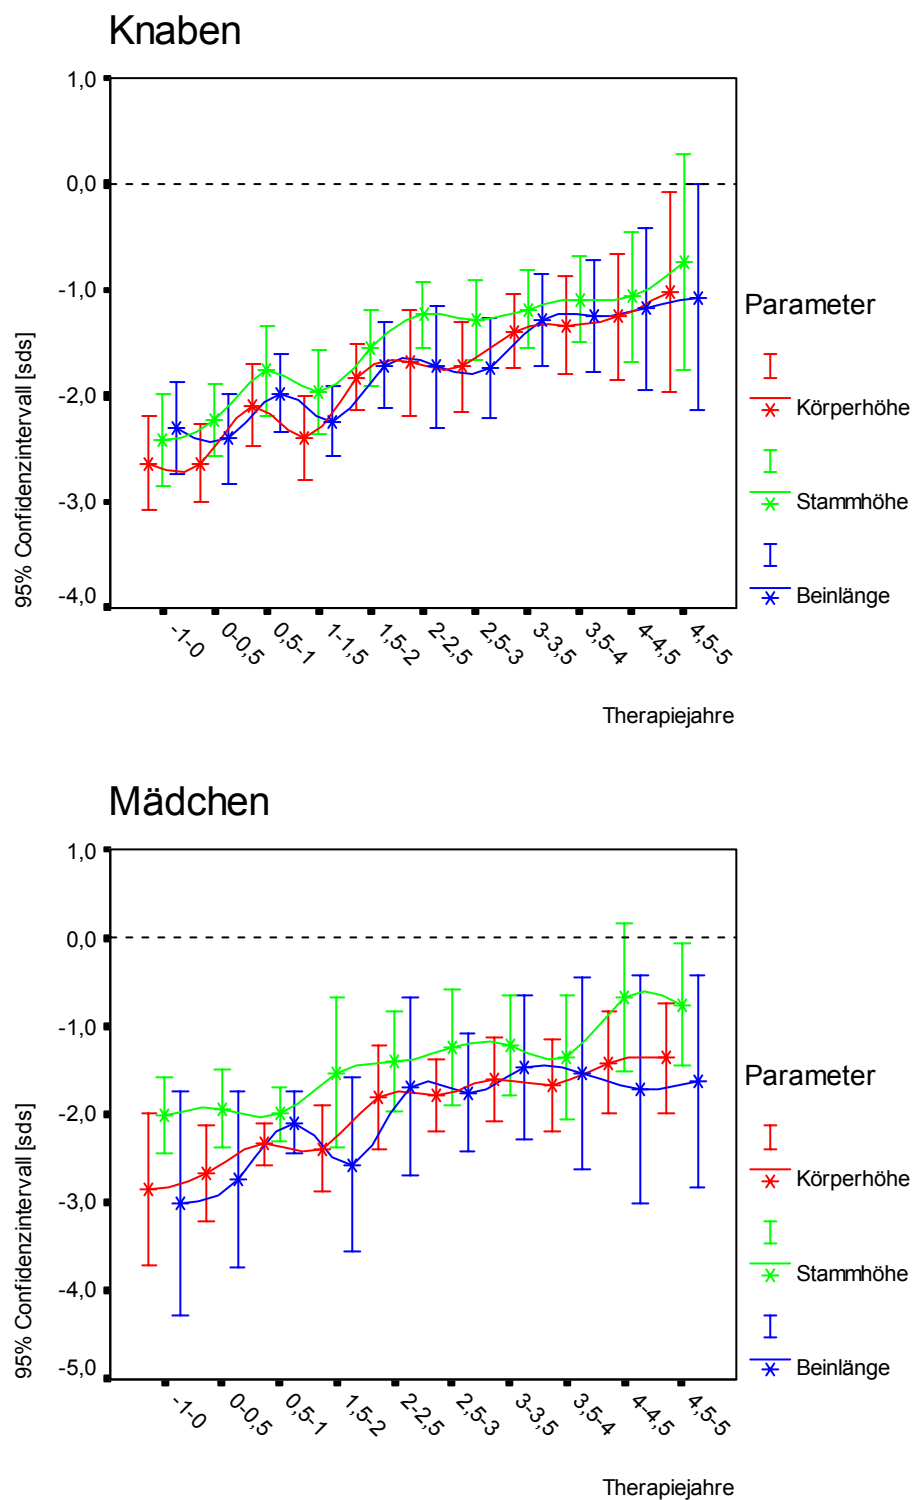 Knaben
95% Confidenzintervall [sds]
1,0
0,0
-1,0
-2,0
-3,0
-4,0
-1-0
0-0,5
0,5-1
1-1,5
1,5-2
2-2,5
2,5-3
3-3,5
3,5-4
4-4,5
4,5-5
Therapiejahre
Parameter
Körperhöhe
Stammhöhe
Beinlänge
Mädchen
95% Confidenzintervall [sds]
1,0
0,0
-1,0
-2,0
-3,0
-4,0
-5,0
-1-0
0-0,5
0,5-1
1,5-2
2-2,5
2,5-3
3-3,5
3,5-4
4-4,5
4,5-5
Therapiejahre
Parameter
Körperhöhe
Stammhöhe
Beinlänge